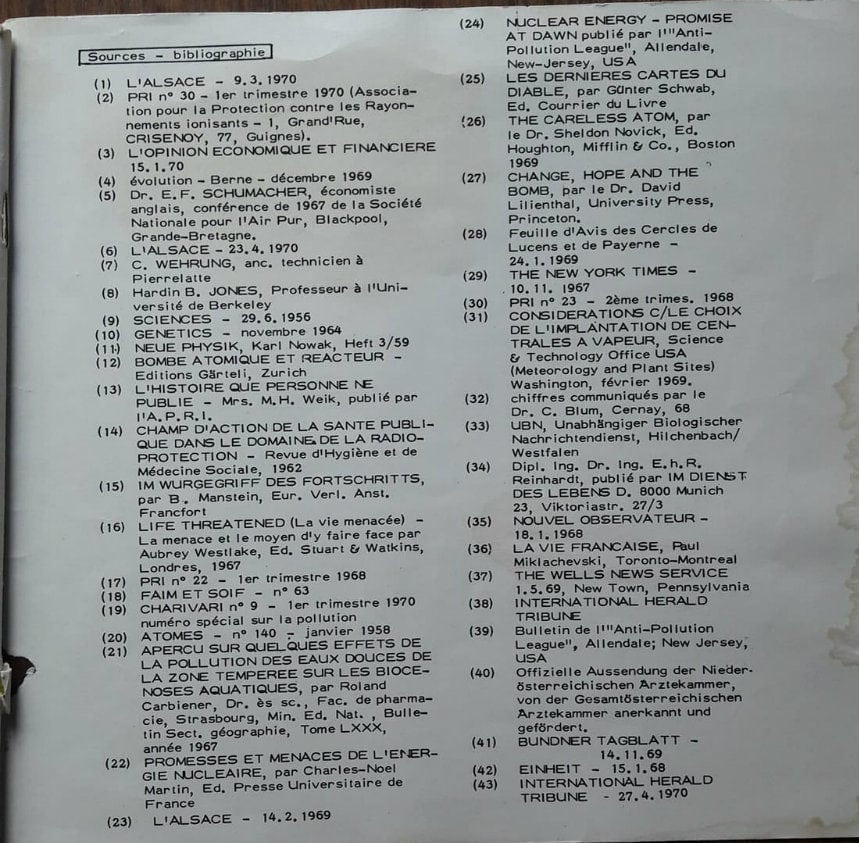 Sources - bibliographie
(1) L'ALSACE - 9.3.1970
(2) PRI n° 30 - 1er trimestre 1970 (Associa-
tion pour la Protection contre les Rayon-
nements ionisants - 1, Grand'Rue,
CRISENOY, 77, Guignes).
(3) L'OPINION ECONOMIQUE ET FINANCIERE
15.1.70
(4) évolution - Berne - décembre 1969
(5) Dr. E.F. SCHUMACHER, économiste
anglais, conférence de 1967 de la Société
Nationale pour l'Air Pur, Blackpool,
Grande-Bretagne.
(6) L'ALSACE - 23.4.1970
(7) C. WEHRUNG, anc. technicien à
Pierrelatte
(8) Hardin B. JONES, Professeur à l'Uni-
versité de Berkeley
(9) SCIENCES - 29.6.1956
(10) GENETICS - novembre 1964
(11) NEUE PHYSIK, Karl Nowak, Heft 3/59
(12) BOMBE ATOMIQUE ET REACTEUR -
Editions Gärteli, Zurich
(13) L'HISTOIRE QUE PERSONNE NE
PUBLIE - Mrs. M.H. Weik, publié par
l'A.P.R.I.
(14) CHAMP D'ACTION DE LA SANTE PUBLI-
QUE DANS LE DOMAINE DE LA RADIO-
PROTECTION - Revue d'Hygiène et de
Médecine Sociale, 1962
(15) IM WURGEGRIFF DES FORTSCHRITTS,
par B. Manstein, Eur. Verl. Anst.
Francfort
(16) LIFE THREATENED (La vie menacée) -
La menace et le moyen d'y faire face par
Aubrey Westlake, Ed. Stuart & Watkins,
Londres, 1967
(17) PRI n° 22 - 1er trimestre 1968
(18) FAIM ET SOIF - n° 63
(19) CHARIVARI n° 9 - 1er trimestre 1970
numéro spécial sur la pollution
(20) ATOMES - n° 140 - janvier 1958
(21) APERCU SUR QUELQUES EFFETS DE
LA POLLUTION DES EAUX DOUCES DE
LA ZONE TEMPEREE SUR LES BIOCE-
NOSES AQUATIQUES, par Roland
Carbiener, Dr. ès sc., Fac. de pharma-
cie, Strasbourg, Min. Ed. Nat., Bulle-
tin Sect. géographie, Tome LXXX,
année 1967
(22) PROMESSES ET MENACES DE L'ENER-
GIE NUCLEAIRE, par Charles-Noel
Martin, Ed. Presse Universitaire de
France
(23) L'ALSACE - 14.2.1969
(24) NUCLEAR ENERGY - PROMISE
AT DAWN publié par l'"Anti-
Pollution League", Allendale,
New-Jersey, USA
(25) LES DERNIERES CARTES DU
DIABLE, par Günter Schwab,
Ed. Courrier du Livre
(26) THE CARELESS ATOM, par
le Dr. Sheldon Novick, Ed.
Houghton, Mifflin & Co., Boston
1969
(27) CHANGE, HOPE AND THE
BOMB, par le Dr. David
Lilienthal, University Press,
Princeton.
(28) Feuille d'Avis des Cercles de
Lucens et de Payerne -
24.1.1969
(29) THE NEW YORK TIMES -
10.11.1967
(30) PRI n° 23 - 2ème trimes. 1968
(31) CONSIDERATIONS C/LE CHOIX
DE L'IMPLANTATION DE CEN-
TRALES A VAPEUR, Science
& Technology Office USA
(Meteorology and Plant Sites)
Washington, février 1969.
(32) chiffres communiqués par le
Dr. C. Blum, Cernay, 68
(33) UBN, Unabhängiger Biologischer
Nachrichtendienst, Hilchenbach/
Westfalen
(34) Dipl. Ing. Dr. Ing. E.h.R.
Reinhardt, publié par IM DIENST
DES LEBENS D. 8000 Munich
23, Viktoriastr. 27/3
(35) NOUVEL OBSERVATEUR -
18.1.1968
(36) LA VIE FRANCAISE, Paul
Miklachevski, Toronto-Montreal
(37) THE WELLS NEWS SERVICE
1.5.69, New Town, Pennsylvania
(38) INTERNATIONAL HERALD
TRIBUNE
(39) Bulletin de l'"Anti-Pollution
League", Allendale; New Jersey,
USA
(40) Offizielle Aussendung der Nieder-
österreichischen Ärztekammer,
von der Gesamtösterreichischen
Ärztekammer anerkannt und
gefördert.
(41) BUNDNER TAGBLATT -
14.11.69
(42) EINHEIT - 15.1.68
(43) INTERNATIONAL HERALD
TRIBUNE - 27.4.1970